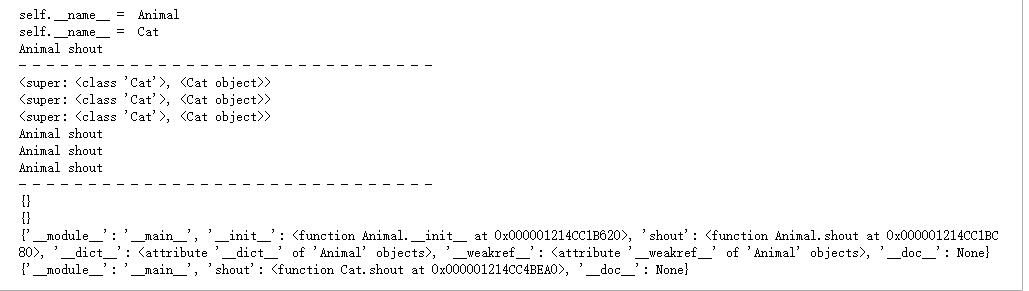 self.__name__ =  Animal
self.__name__ =  Cat
Animal shout
- - - - - - - - - - - - - - - - - - - - - - - - - - - - - -
<super: <class 'Cat'>, <Cat object>>
<super: <class 'Cat'>, <Cat object>>
<super: <class 'Cat'>, <Cat object>>
Animal shout
Animal shout
Animal shout
- - - - - - - - - - - - - - - - - - - - - - - - - - - - - -
{}
{}
{'__module__': '__main__', '__init__': <function Animal.__init__ at 0x000001214CC1B620>, 'shout': <function Animal.shout at 0x000001214CC1BC
80>, '__dict__': <attribute '__dict__' of 'Animal' objects>, '__weakref__': <attribute '__weakref__' of 'Animal' objects>, '__doc__': None}
{'__module__': '__main__', 'shout': <function Cat.shout at 0x000001214CC4BEA0>, '__doc__': None}